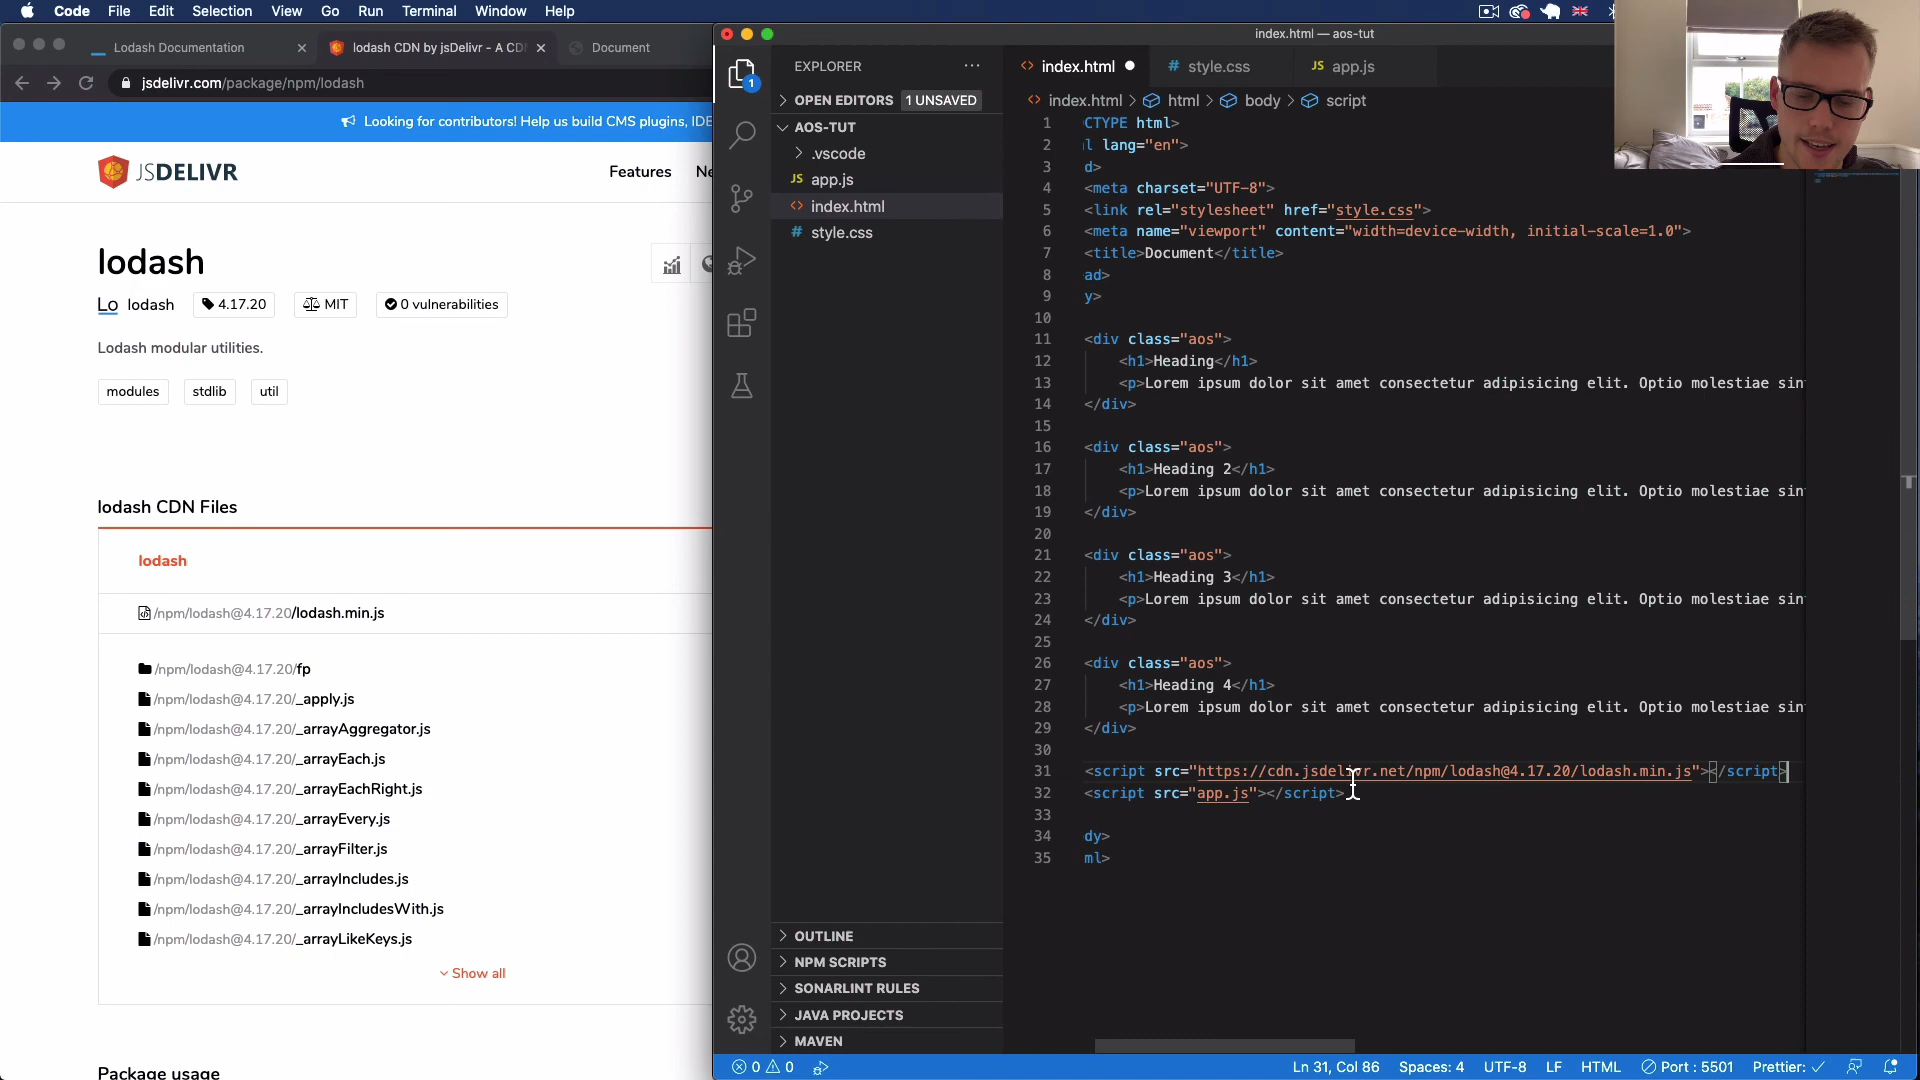 Code File Edit Selection View Go Run Terminal Window Help
Lodash Documentation
lodash CDN by jsDelivr - A CDN
Document
jsdelivr.com/package/npm/lodash
Looking for contributors! Help us build CMS plugins, IDE
JSDELIVR
Features
lodash
Lo lodash
4.17.20
MIT
0 vulnerabilities
Lodash modular utilities.
modules
stdlib
util
lodash CDN Files
lodash
/npm/lodash@4.17.20/lodash.min.js
/npm/lodash@4.17.20/fp
/npm/lodash@4.17.20/_apply.js
/npm/lodash@4.17.20/_arrayAggregator.js
/npm/lodash@4.17.20/_arrayEach.js
/npm/lodash@4.17.20/_arrayEachRight.js
/npm/lodash@4.17.20/_arrayEvery.js
/npm/lodash@4.17.20/_arrayFilter.js
/npm/lodash@4.17.20/_arrayIncludes.js
/npm/lodash@4.17.20/_arrayIncludesWith.js
/npm/lodash@4.17.20/_arrayLikeKeys.js
Show all
Package usage
index.html — aos-tut
EXPLORER
1
OPEN EDITORS 1 UNSAVED
AOS-TUT
.vscode
JS app.js
<> index.html
# style.css
OUTLINE
NPM SCRIPTS
SONARLINT RULES
JAVA PROJECTS
MAVEN
<> index.html
# style.css
JS app.js
<> index.html > html > body > script
1 CTYPE html>
2 l lang="en">
3 d>
4 <meta charset="UTF-8">
5 <link rel="stylesheet" href="style.css">
6 <meta name="viewport" content="width=device-width, initial-scale=1.0">
7 <title>Document</title>
8 ad>
9 y>
10
11 <div class="aos">
12 <h1>Heading</h1>
13 <p>Lorem ipsum dolor sit amet consectetur adipisicing elit. Optio molestiae sin
14 </div>
15
16 <div class="aos">
17 <h1>Heading 2</h1>
18 <p>Lorem ipsum dolor sit amet consectetur adipisicing elit. Optio molestiae sin
19 </div>
20
21 <div class="aos">
22 <h1>Heading 3</h1>
23 <p>Lorem ipsum dolor sit amet consectetur adipisicing elit. Optio molestiae sin
24 </div>
25
26 <div class="aos">
27 <h1>Heading 4</h1>
28 <p>Lorem ipsum dolor sit amet consectetur adipisicing elit. Optio molestiae sin
29 </div>
30
31 <script src="https://cdn.jsdelivr.net/npm/lodash@4.17.20/lodash.min.js"></script>
32 <script src="app.js"></script>
33
34 dy>
35 ml>
0 0
Ln 31, Col 86 Spaces: 4 UTF-8 LF HTML Port : 5501 Prettier: ✓